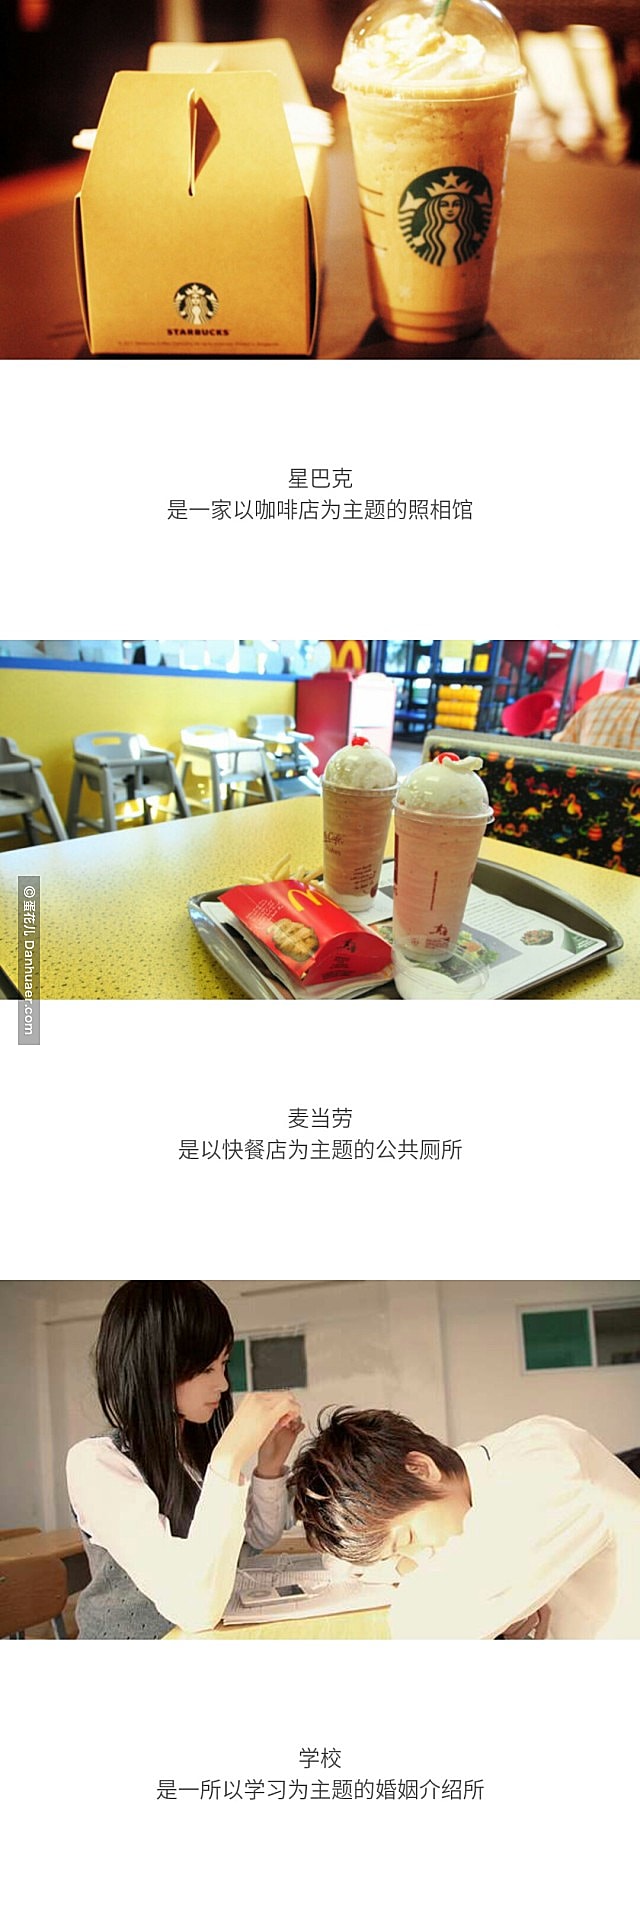 STARBUCKS
星巴克
是一家以咖啡店为主题的照相馆
© 蛋花儿 Danhuaer.com
麦当劳
是以快餐店为主题的公共厕所
学校
是一所以学习为主题的婚姻介绍所